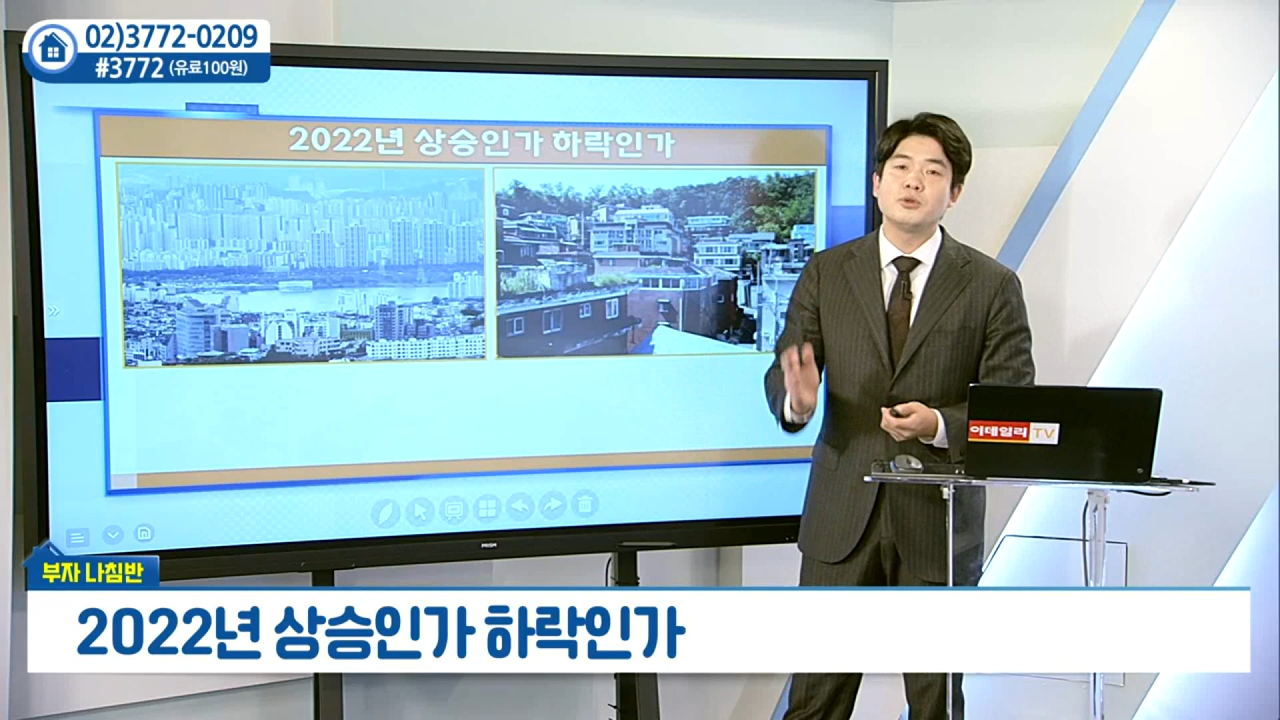 02)3772-0209
#3772 (유료100원)
2022년 상승인가 하락인가
이데일리 TV
PRISM
부자 나침반
2022년 상승인가 하락인가